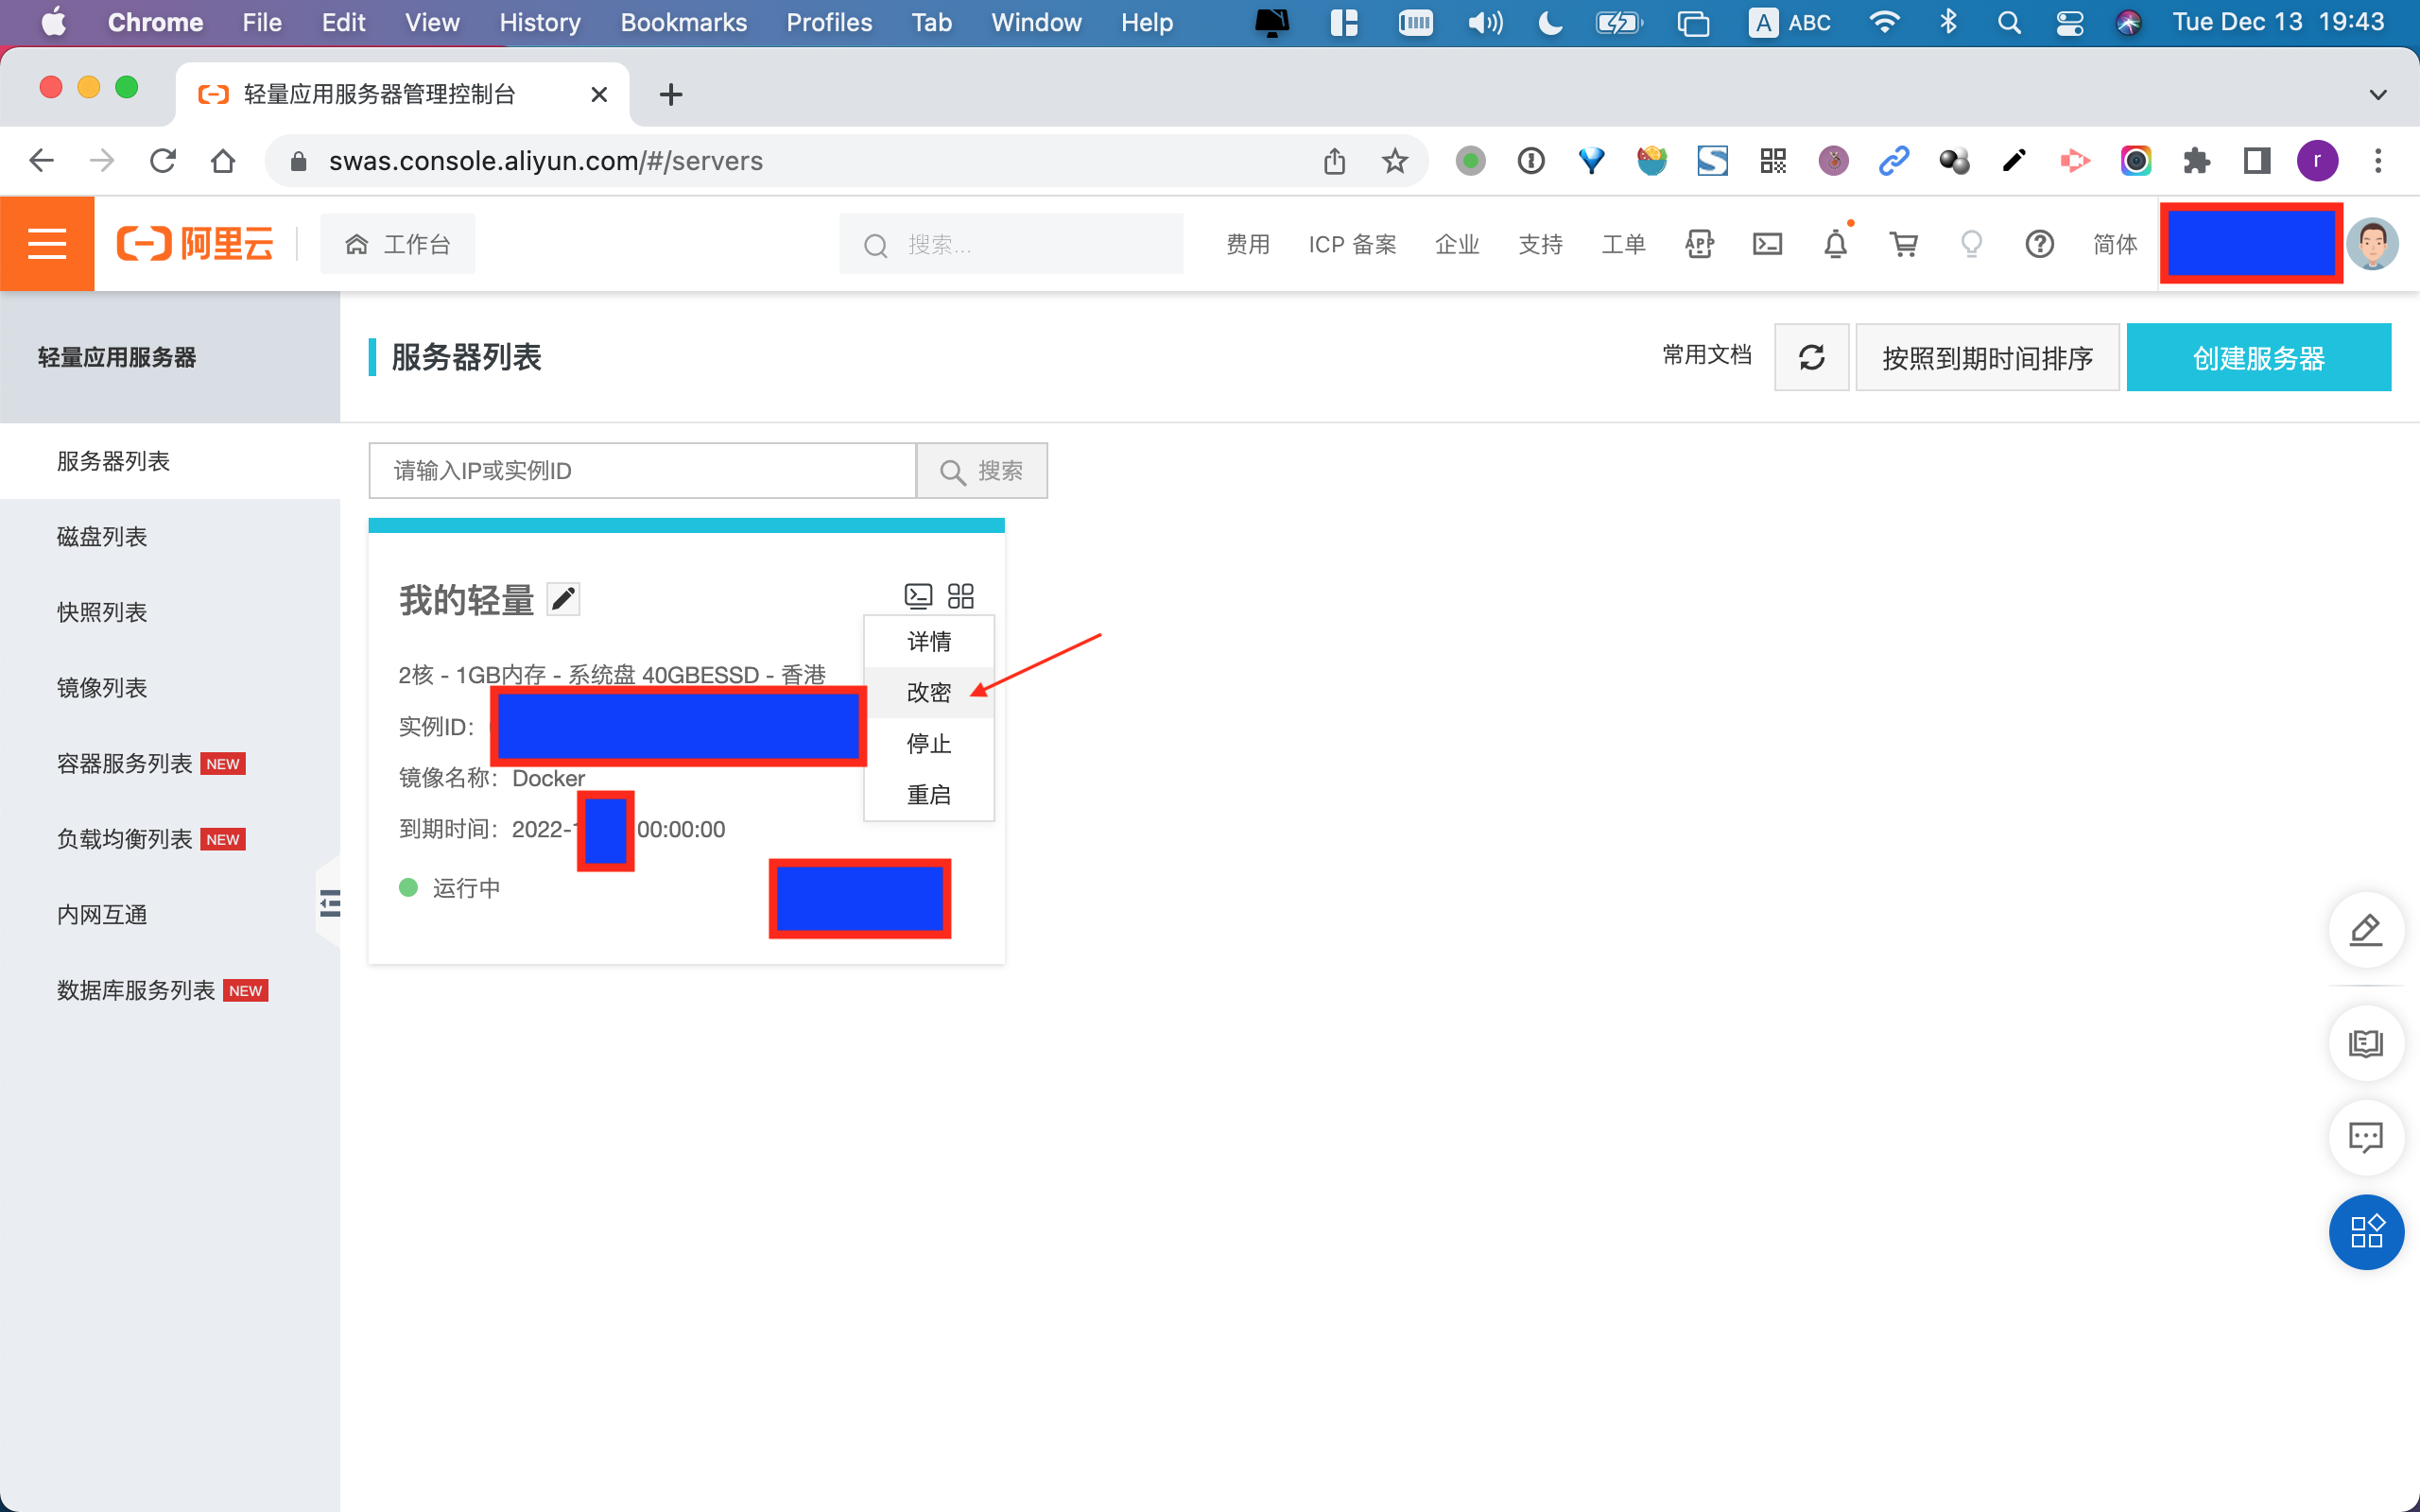 Chrome File Edit View History Bookmarks Profiles Tab Window Help A ABC Tue Dec 13 19:43
轻量应用服务器管理控制台
swas.console.aliyun.com/#/servers r
阿里云 工作台 搜索... 费用 ICP 备案 企业 支持 工单 APP 简体
轻量应用服务器
服务器列表 常用文档 按照到期时间排序 创建服务器
服务器列表
磁盘列表
快照列表
镜像列表
容器服务列表 NEW
负载均衡列表 NEW
内网互通
数据库服务列表 NEW
请输入IP或实例ID 搜索
我的轻量
2核 - 1GB内存 - 系统盘 40GBESSD - 香港
实例ID:
镜像名称: Docker
到期时间: 2022- 00:00:00
运行中
详情
改密
停止
重启